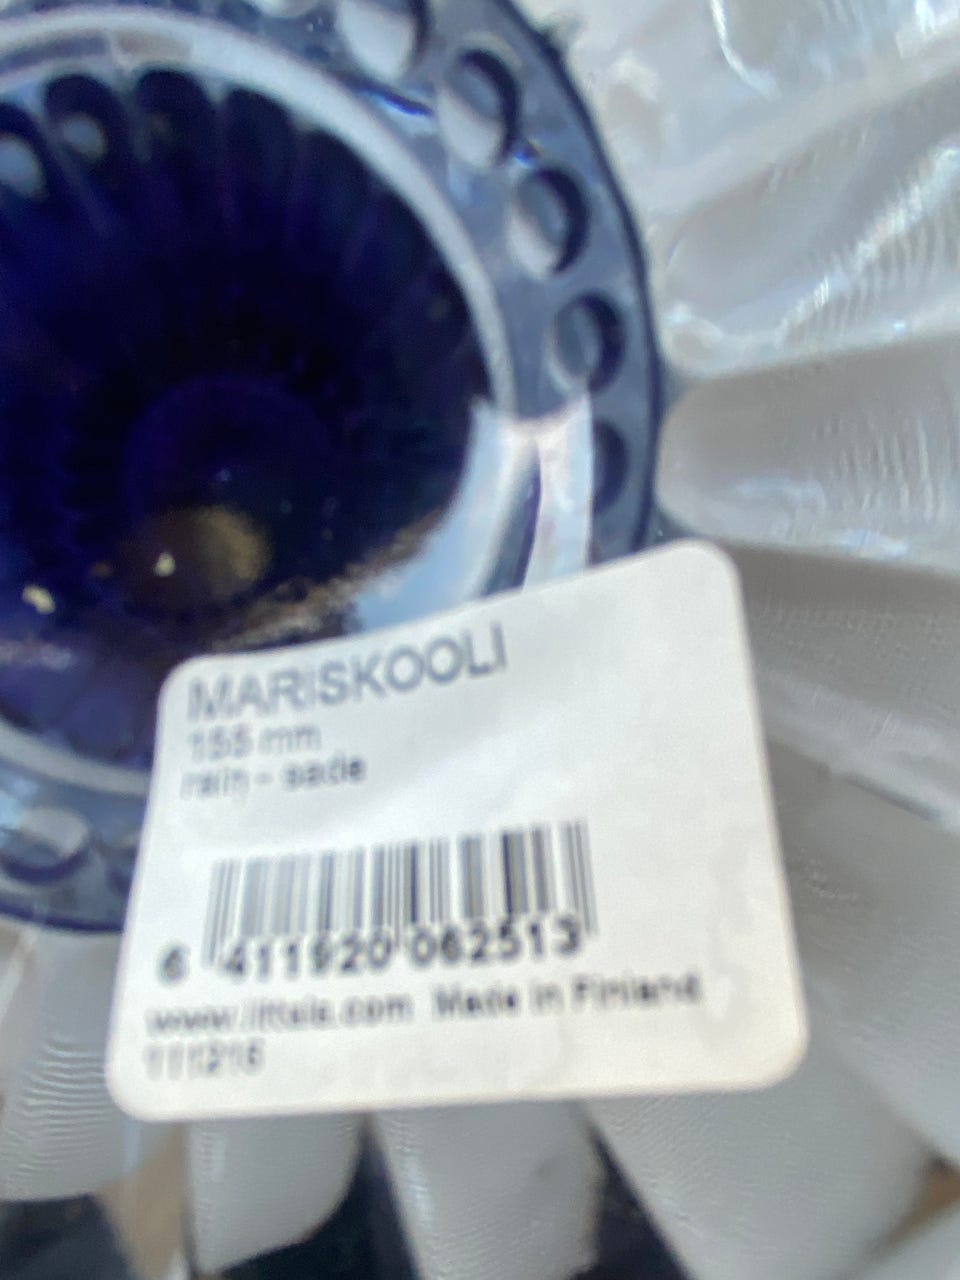 MARISKOOLI
155 mm
rain - sade
6 411920 062513
www.iittala.com Made in Finland
111216